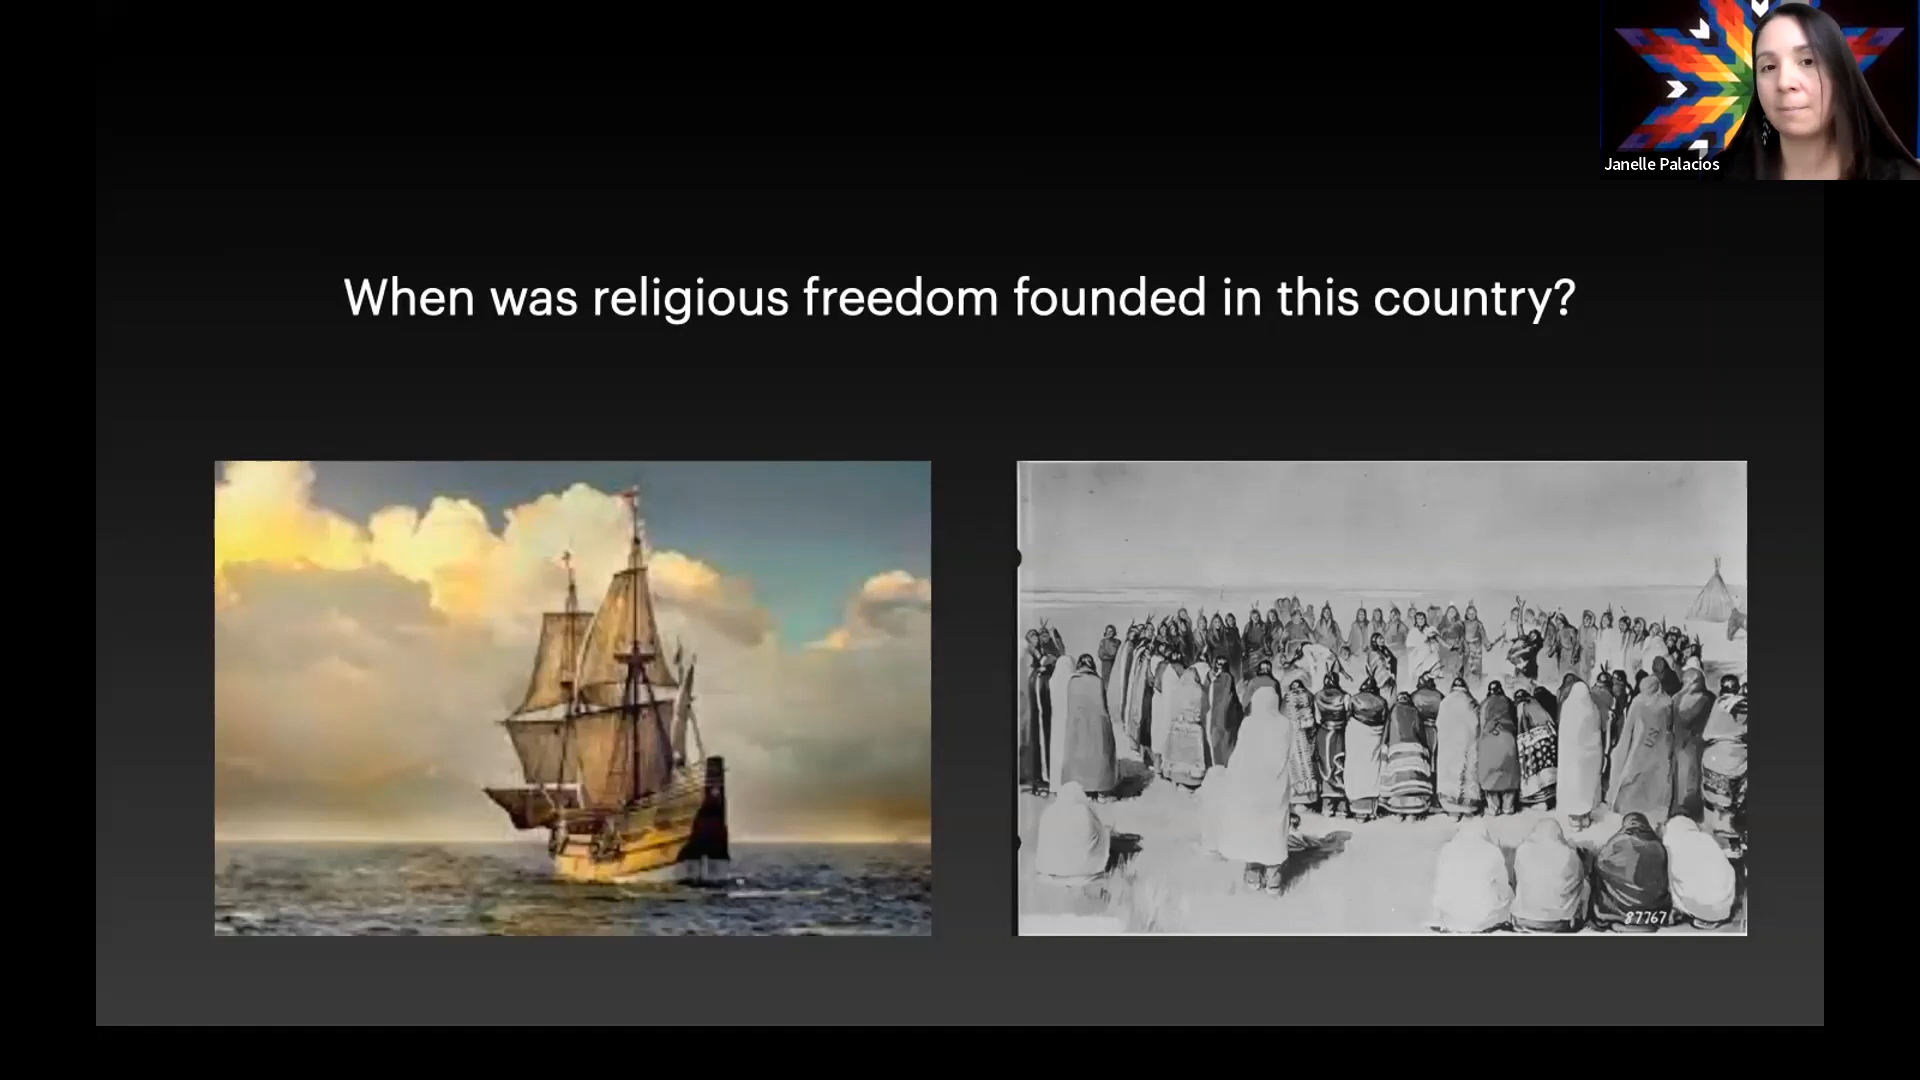 Janelle Palacios
When was religious freedom founded in this country?
U.S.
87767